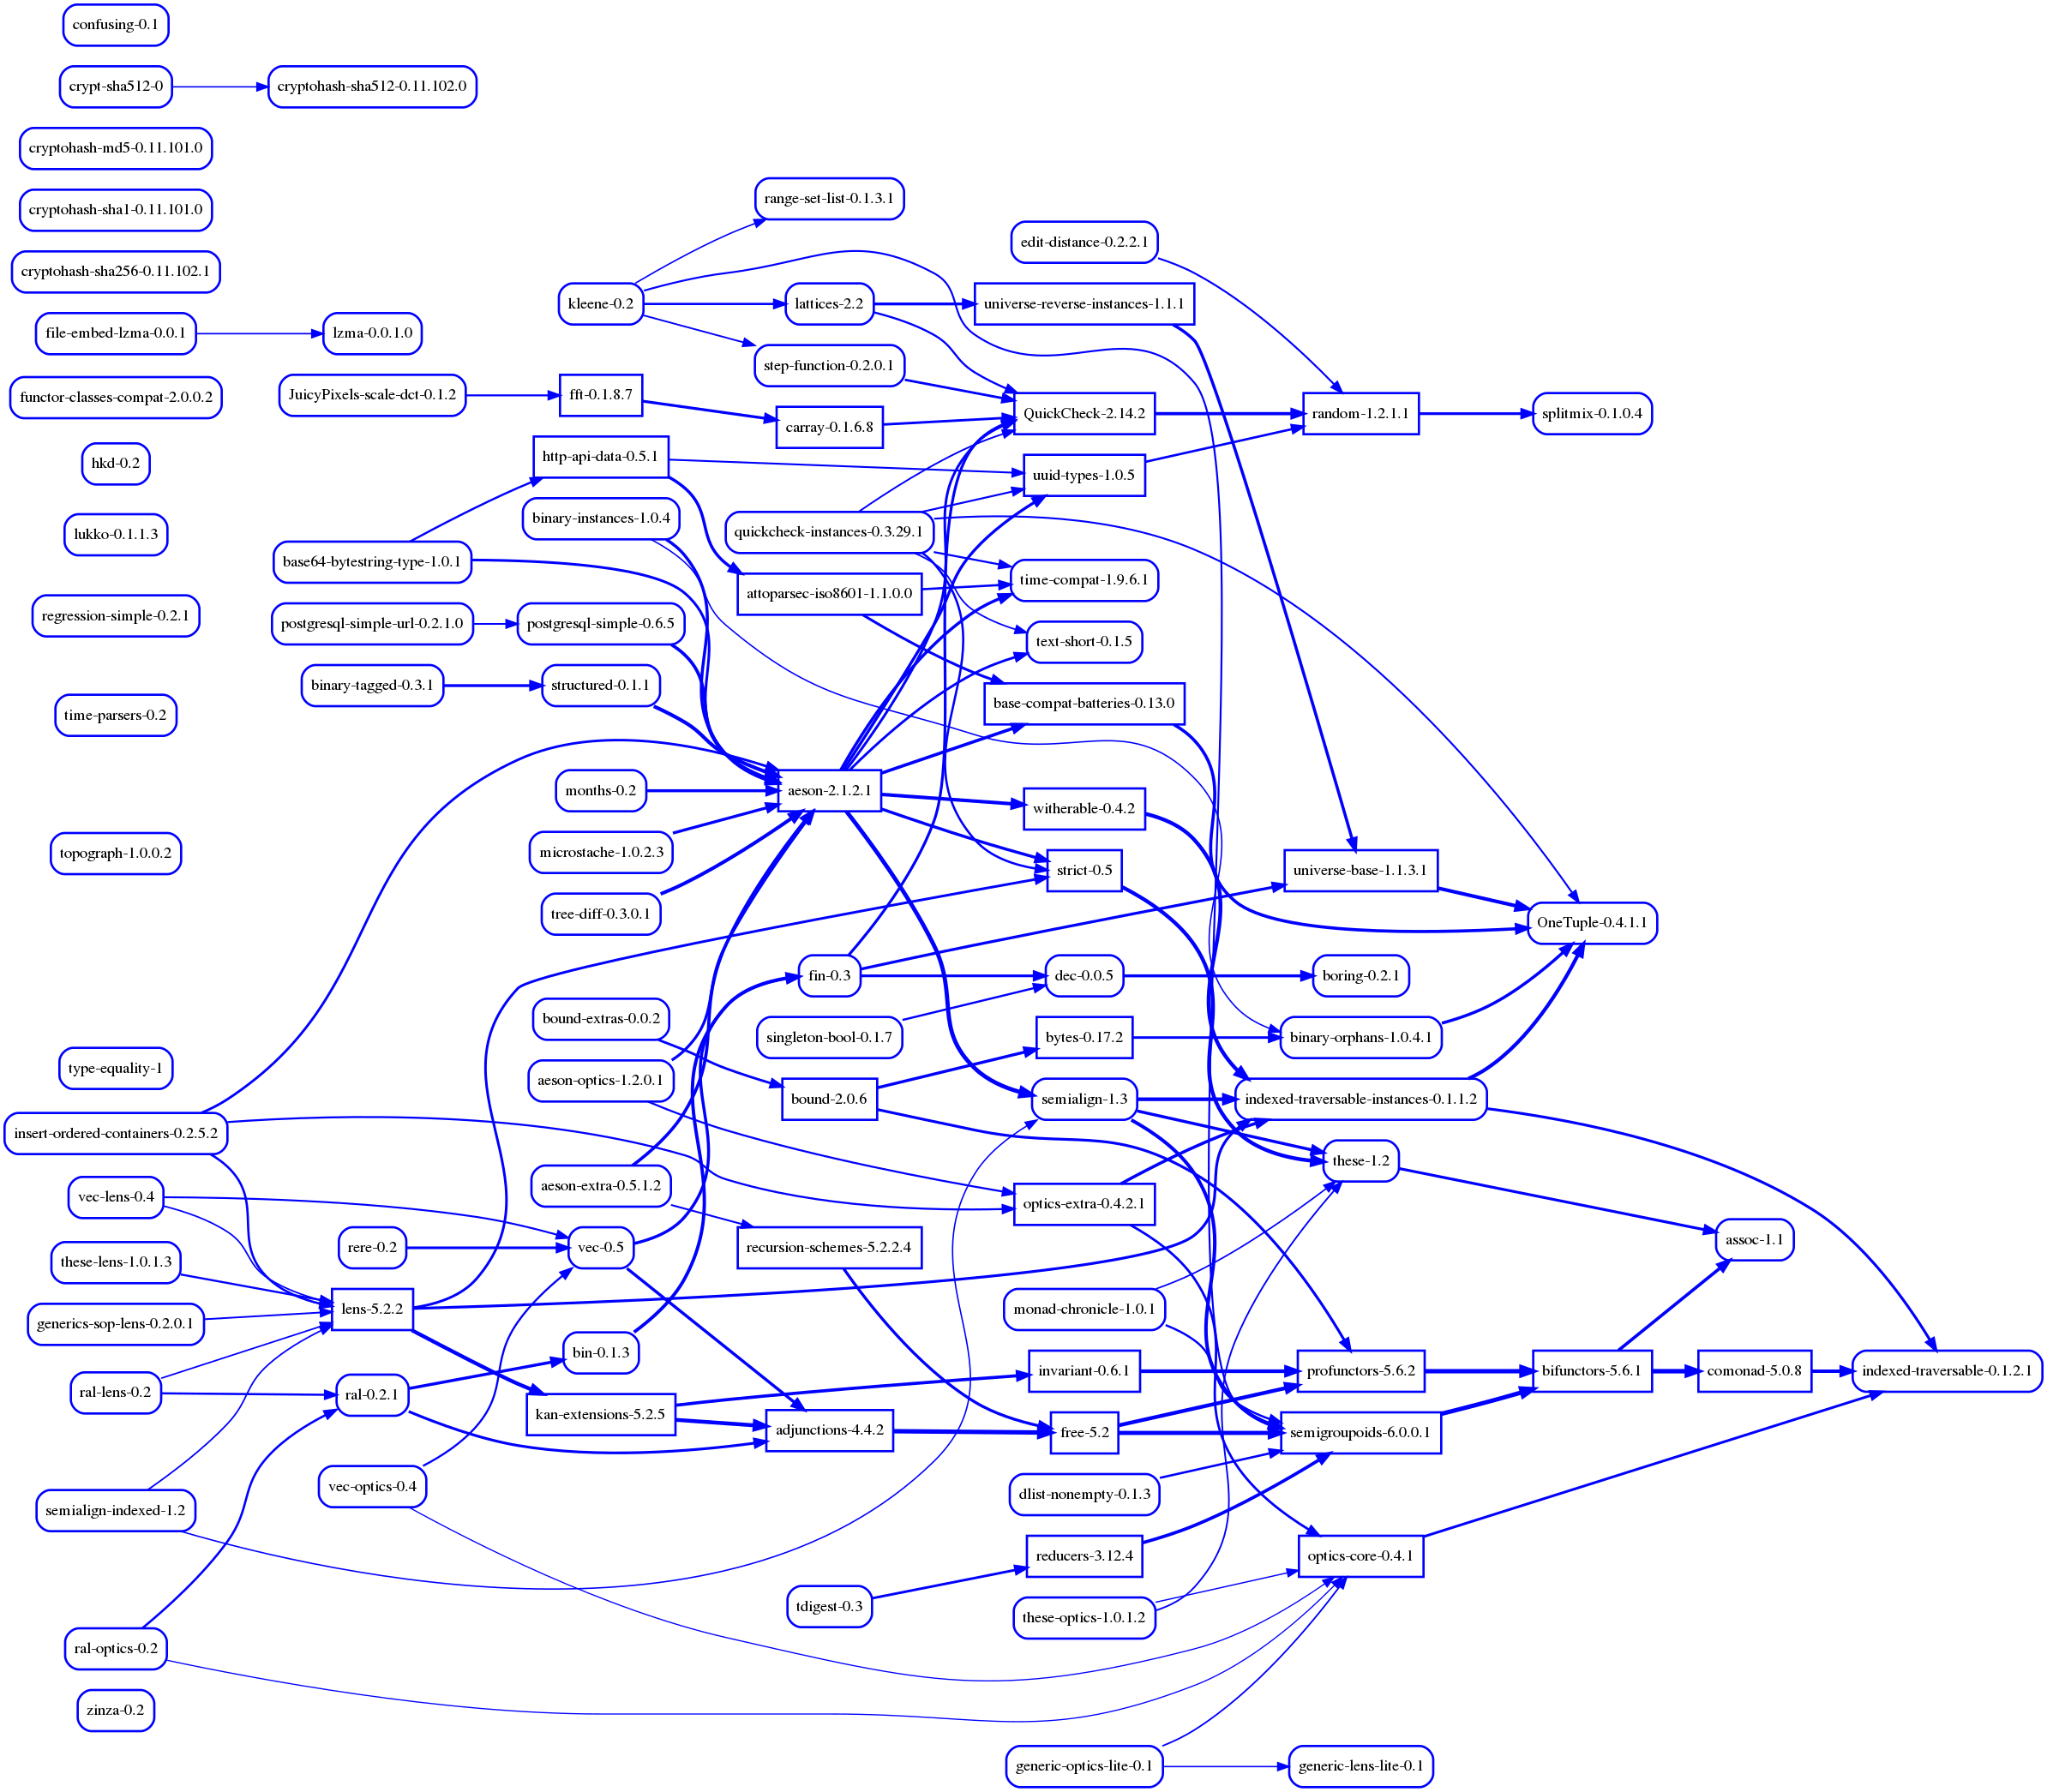 confusing-0.1
crypt-sha512-0
cryptohash-sha512-0.11.102.0
cryptohash-md5-0.11.101.0
cryptohash-sha1-0.11.101.0
cryptohash-sha256-0.11.102.1
file-embed-lzma-0.0.1
lzma-0.0.1.0
functor-classes-compat-2.0.0.2
JuicyPixels-scale-dct-0.1.2
hkd-0.2
lukko-0.1.1.3
base64-bytestring-type-1.0.1
regression-simple-0.2.1
postgresql-simple-url-0.2.1.0
binary-tagged-0.3.1
time-parsers-0.2
topograph-1.0.0.2
type-equality-1
insert-ordered-containers-0.2.5.2
vec-lens-0.4
these-lens-1.0.1.3
generics-sop-lens-0.2.0.1
ral-lens-0.2
semialign-indexed-1.2
ral-optics-0.2
zinza-0.2
rere-0.2
lens-5.2.2
ral-0.2.1
vec-optics-0.4
kleene-0.2
fft-0.1.8.7
http-api-data-0.5.1
binary-instances-1.0.4
postgresql-simple-0.6.5
structured-0.1.1
months-0.2
microstache-1.0.2.3
tree-diff-0.3.0.1
bound-extras-0.0.2
aeson-optics-1.2.0.1
aeson-extra-0.5.1.2
vec-0.5
bin-0.1.3
kan-extensions-5.2.5
range-set-list-0.1.3.1
lattices-2.2
step-function-0.2.0.1
carray-0.1.6.8
quickcheck-instances-0.3.29.1
attoparsec-iso8601-1.1.0.0
aeson-2.1.2.1
fin-0.3
singleton-bool-0.1.7
bound-2.0.6
recursion-schemes-5.2.2.4
adjunctions-4.4.2
tdigest-0.3
edit-distance-0.2.2.1
universe-reverse-instances-1.1.1
QuickCheck-2.14.2
uuid-types-1.0.5
time-compat-1.9.6.1
text-short-0.1.5
base-compat-batteries-0.13.0
witherable-0.4.2
strict-0.5
dec-0.0.5
bytes-0.17.2
semialign-1.3
optics-extra-0.4.2.1
monad-chronicle-1.0.1
invariant-0.6.1
free-5.2
dlist-nonempty-0.1.3
reducers-3.12.4
these-optics-1.0.1.2
generic-optics-lite-0.1
random-1.2.1.1
universe-base-1.1.3.1
boring-0.2.1
binary-orphans-1.0.4.1
indexed-traversable-instances-0.1.1.2
these-1.2
profunctors-5.6.2
semigroupoids-6.0.0.1
optics-core-0.4.1
generic-lens-lite-0.1
splitmix-0.1.0.4
OneTuple-0.4.1.1
bifunctors-5.6.1
assoc-1.1
comonad-5.0.8
indexed-traversable-0.1.2.1